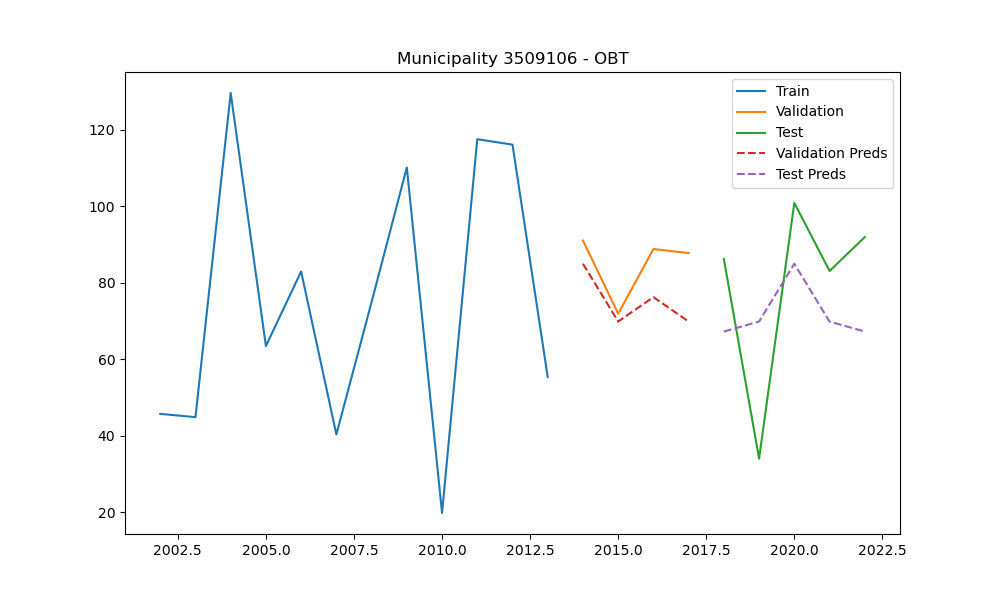 Municipality 3509106 - OBT
Train
Validation
Test
Validation Preds
Test Preds
120
100
80
60
40
20
2002.5 2005.0 2007.5 2010.0 2012.5 2015.0 2017.5 2020.0 2022.5